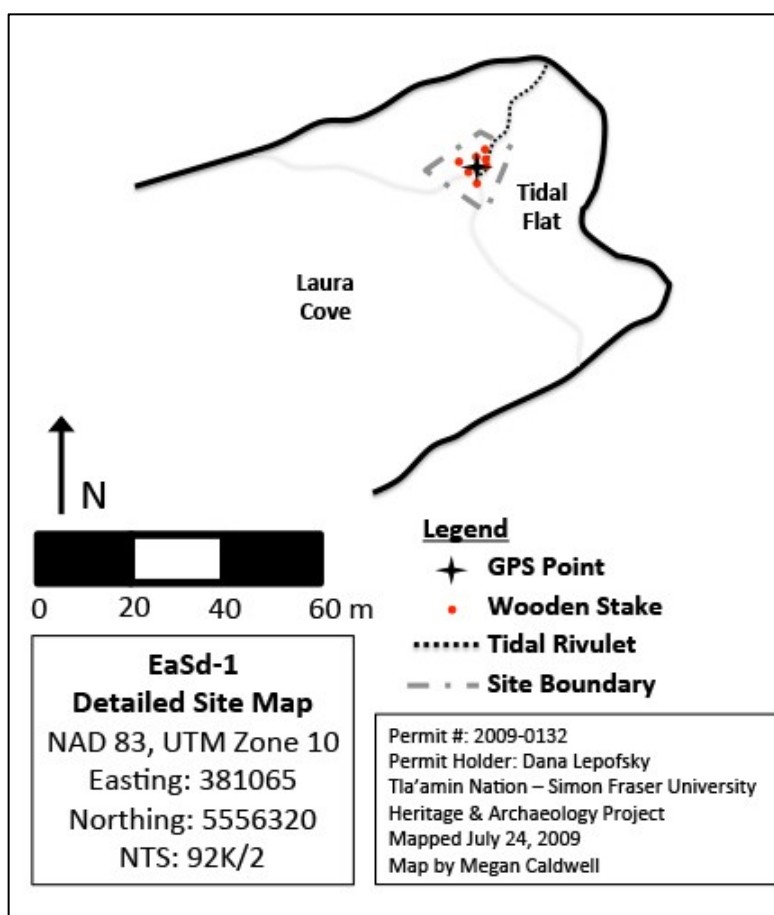 Tidal
Flat
Laura
Cove
N
0 20 40 60 m
Legend
GPS Point
Wooden Stake
Tidal Rivulet
Site Boundary
EaSd-1
Detailed Site Map
NAD 83, UTM Zone 10
Easting: 381065
Northing: 5556320
NTS: 92K/2
Permit #: 2009-0132
Permit Holder: Dana Lepofsky
Tla’amin Nation – Simon Fraser University
Heritage & Archaeology Project
Mapped July 24, 2009
Map by Megan Caldwell